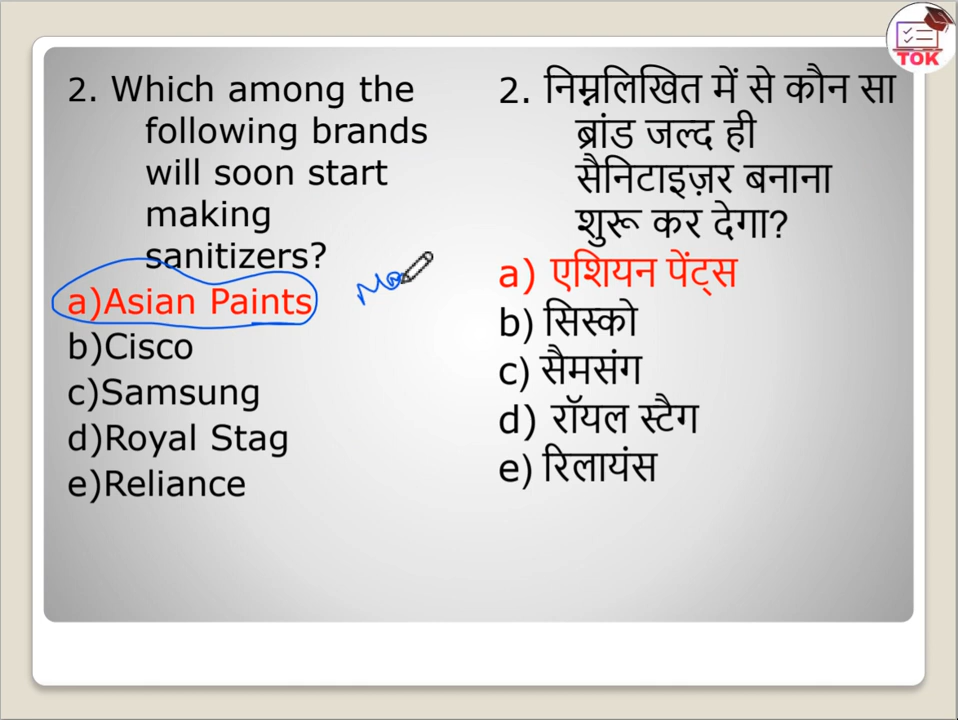 TOK
2. Which among the
following brands
will soon start
making
sanitizers?
a)Asian Paints
b)Cisco
c)Samsung
d)Royal Stag
e)Reliance
2. निम्नलिखित में से कौन सा
ब्रांड जल्द ही
सैनिटाइज़र बनाना
शुरू कर देगा?
a) एशियन पेंट्स
b) सिस्को
c) सैमसंग
d) रॉयल स्टैग
e) रिलायंस